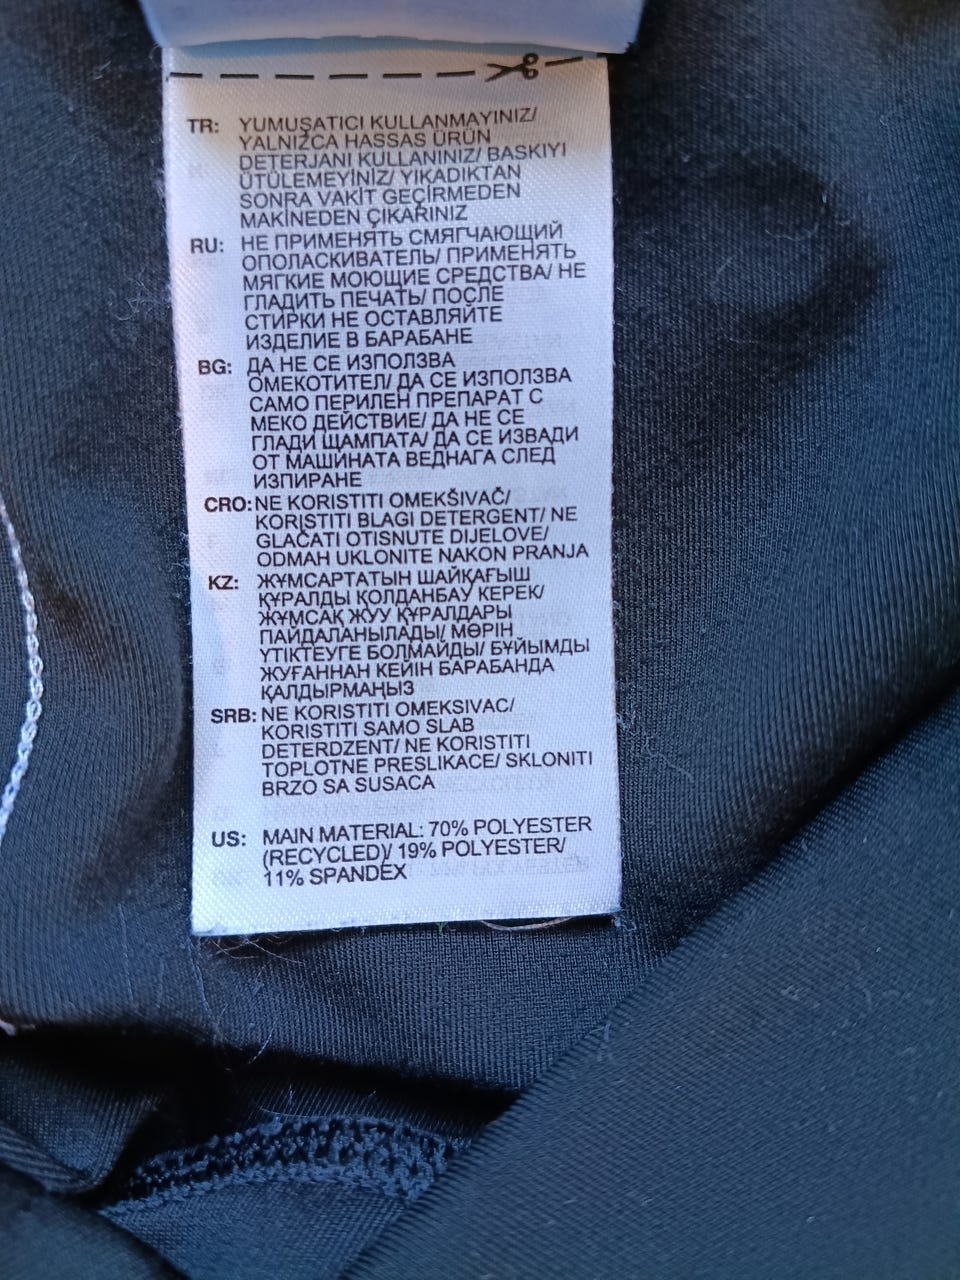 TR: YUMUŞATICI KULLANMAYINIZ/
YALNIZCA HASSAS ÜRÜN
DETERJANI KULLANINIZ/ BASKIYI
ÜTÜLEMEYİNİZ/ YIKADIKTAN
SONRA VAKİT GEÇİRMEDEN
MAKİNEDEN ÇIKARINIZ
RU: НЕ ПРИМЕНЯТЬ СМЯГЧАЮЩИЙ
ОПОЛАСКИВАТЕЛЬ/ ПРИМЕНЯТЬ
МЯГКИЕ МОЮЩИЕ СРЕДСТВА/ НЕ
ГЛАДИТЬ ПЕЧАТЬ/ ПОСЛЕ
СТИРКИ НЕ ОСТАВЛЯЙТЕ
ИЗДЕЛИЕ В БАРАБАНЕ
BG: ДА НЕ СЕ ИЗПОЛЗВА
ОМЕКОТИТЕЛ/ ДА СЕ ИЗПОЛЗВА
САМО ПЕРИЛЕН ПРЕПАРАТ С
МЕКО ДЕЙСТВИЕ/ ДА НЕ СЕ
ГЛАДИ ЩАМПАТА/ ДА СЕ ИЗВАДИ
ОТ МАШИНАТА ВЕДНАГА СЛЕД
ИЗПИРАНЕ
CRO: NE KORISTITI OMEKŠIVAČ/
KORISTITI BLAGI DETERGENT/ NE
GLAČATI OTISNUTE DIJELOVE/
ODMAH UKLONITE NAKON PRANJA
KZ: ЖҰМСАРТАТЫН ШАЙҚАҒЫШ
ҚҰРАЛДЫ ҚОЛДАНБАУ КЕРЕК/
ЖҰМСАҚ ЖУУ ҚҰРАЛДАРЫ
ПАЙДАЛАНЫЛАДЫ/ МӨРІН
ҮТІКТЕУГЕ БОЛМАЙДЫ/ БҰЙЫМДЫ
ЖУҒАННАН КЕЙІН БАРАБАНДА
ҚАЛДЫРМАҢЫЗ
SRB: NE KORISTITI OMEKSIVAC/
KORISTITI SAMO SLAB
DETERDZENT/ NE KORISTITI
TOPLOTNE PRESLIKACE/ SKLONITI
BRZO SA SUSACA
US: MAIN MATERIAL: 70% POLYESTER
(RECYCLED)/ 19% POLYESTER/
11% SPANDEX